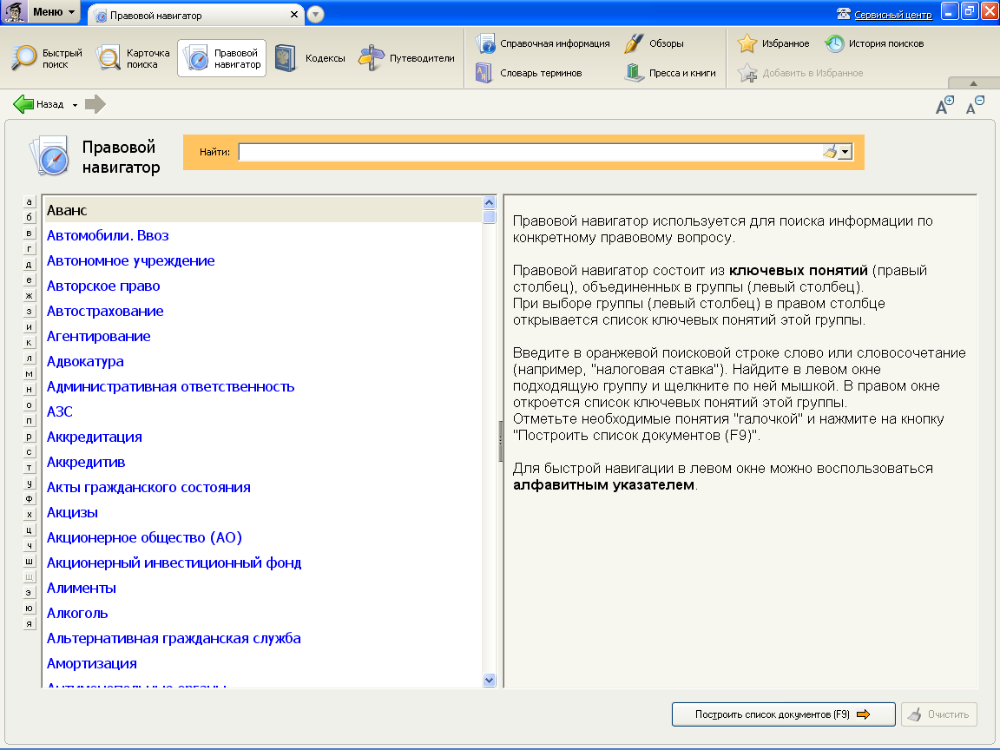 Меню
Правовой навигатор
Сервисный центр
Быстрый
поиск
Карточка
поиска
Правовой
навигатор
Кодексы
Путеводители
Справочная информация
Словарь терминов
Обзоры
Пресса и книги
Избранное
История поисков
Добавить в Избранное
Назад
Правовой
навигатор
Найти:
а
б
в
г
д
е
ж
з
и
к
л
м
н
о
п
р
с
т
у
ф
х
ц
ч
ш
щ
э
ю
я
Аванс
Автомобили. Ввоз
Автономное учреждение
Авторское право
Автострахование
Агентирование
Адвокатура
Административная ответственность
АЗС
Аккредитация
Аккредитив
Акты гражданского состояния
Акцизы
Акционерное общество (АО)
Акционерный инвестиционный фонд
Алименты
Алкоголь
Альтернативная гражданская служба
Амортизация
Антимонопольные органы
Правовой навигатор используется для поиска информации по
конкретному правовому вопросу.
Правовой навигатор состоит из ключевых понятий (правый
столбец), объединенных в группы (левый столбец).
При выборе группы (левый столбец) в правом столбце
открывается список ключевых понятий этой группы.
Введите в оранжевой поисковой строке слово или словосочетание
(например, "налоговая ставка"). Найдите в левом окне
подходящую группу и щелкните по ней мышкой. В правом окне
откроется список ключевых понятий этой группы.
Отметьте необходимые понятия "галочкой" и нажмите на кнопку
"Построить список документов (F9)".
Для быстрой навигации в левом окне можно воспользоваться
алфавитным указателем.
Построить список документов (F9)
Очистить